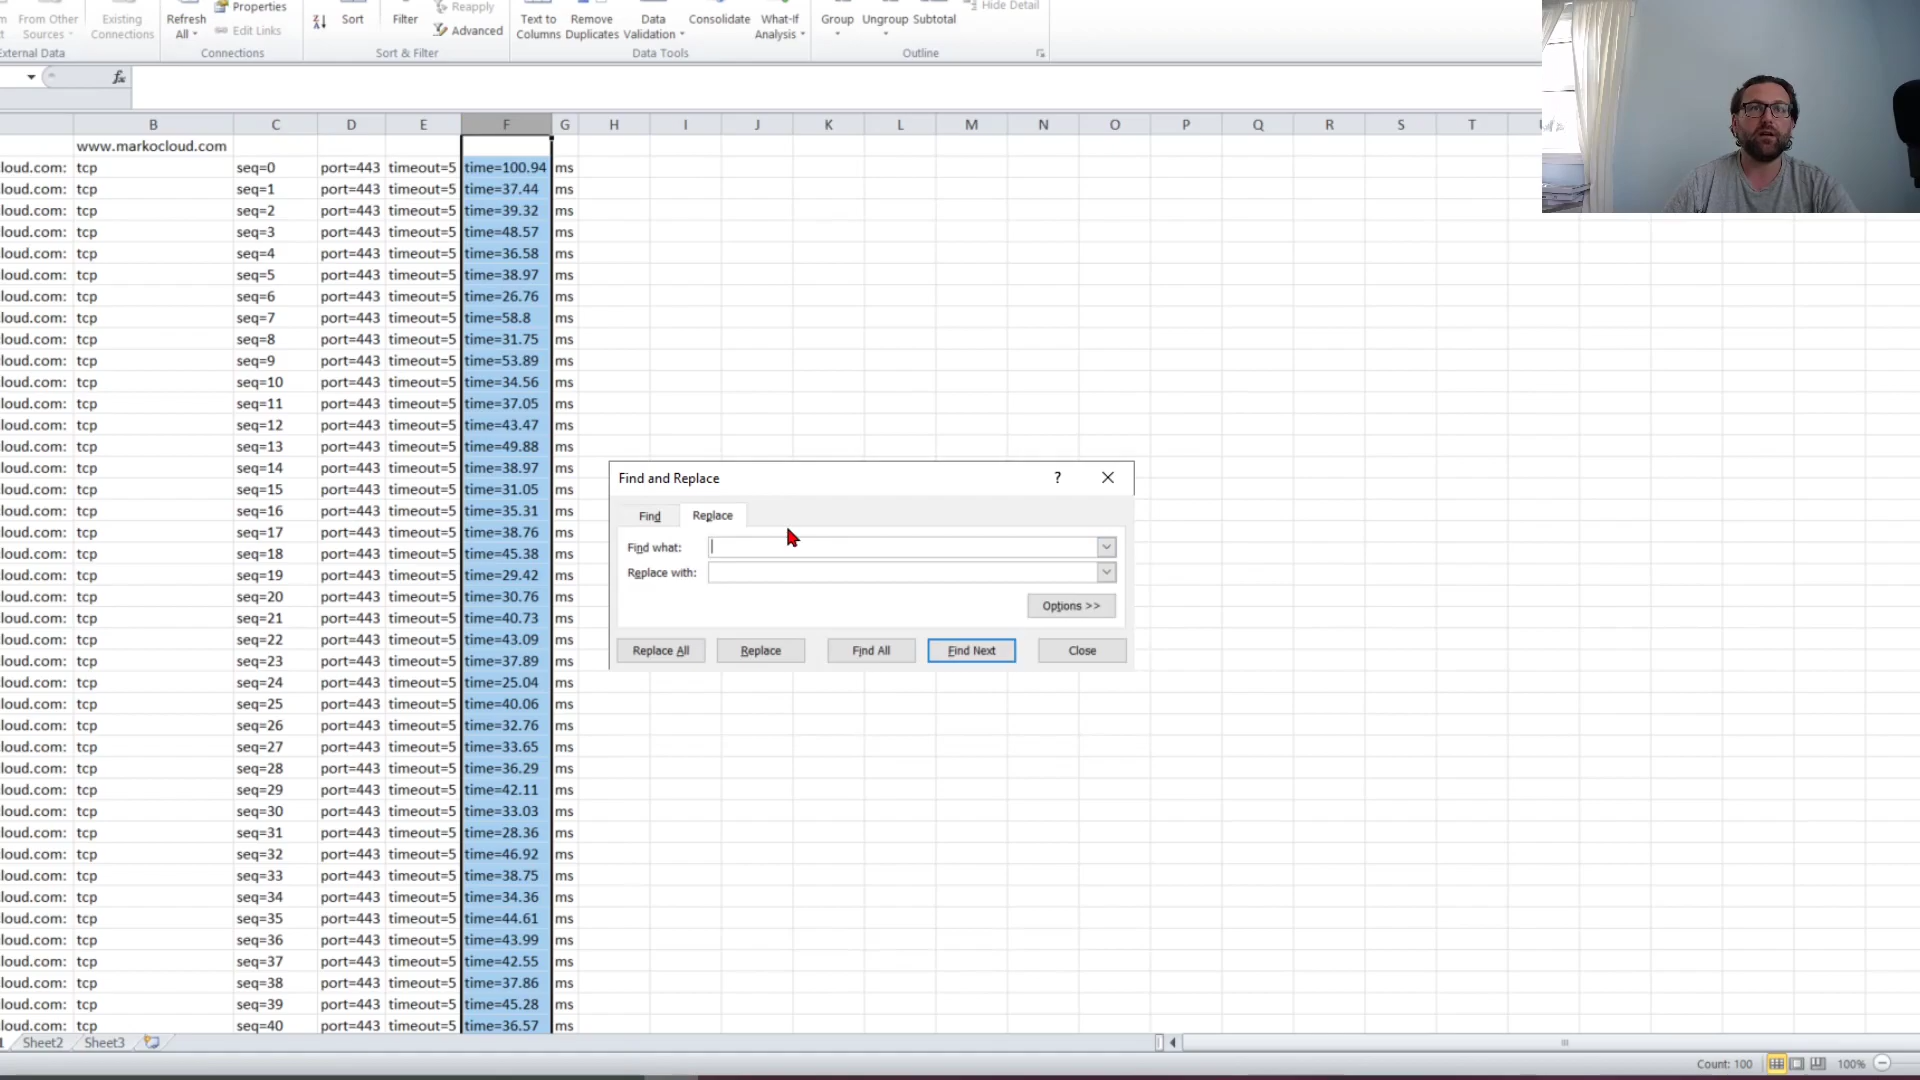 Properties
Reapply
Hide Detail
From Other Sources
Existing Connections
Refresh All
Edit Links
Sort
Filter
Advanced
Text to Columns
Remove Duplicates
Data Validation
Consolidate
What-If Analysis
Group
Ungroup
Subtotal
External Data
Connections
Sort & Filter
Data Tools
Outline
fx
B C D E F G H I J K L M N O P Q R S T
www.markocloud.com
loud.com: tcp seq=0 port=443 timeout=5 time=100.94 ms
loud.com: tcp seq=1 port=443 timeout=5 time=37.44 ms
loud.com: tcp seq=2 port=443 timeout=5 time=39.32 ms
loud.com: tcp seq=3 port=443 timeout=5 time=48.57 ms
loud.com: tcp seq=4 port=443 timeout=5 time=36.58 ms
loud.com: tcp seq=5 port=443 timeout=5 time=38.97 ms
loud.com: tcp seq=6 port=443 timeout=5 time=26.76 ms
loud.com: tcp seq=7 port=443 timeout=5 time=58.8 ms
loud.com: tcp seq=8 port=443 timeout=5 time=31.75 ms
loud.com: tcp seq=9 port=443 timeout=5 time=53.89 ms
loud.com: tcp seq=10 port=443 timeout=5 time=34.56 ms
loud.com: tcp seq=11 port=443 timeout=5 time=37.05 ms
loud.com: tcp seq=12 port=443 timeout=5 time=43.47 ms
loud.com: tcp seq=13 port=443 timeout=5 time=49.88 ms
loud.com: tcp seq=14 port=443 timeout=5 time=38.97 ms
loud.com: tcp seq=15 port=443 timeout=5 time=31.05 ms
loud.com: tcp seq=16 port=443 timeout=5 time=35.31 ms
loud.com: tcp seq=17 port=443 timeout=5 time=38.76 ms
loud.com: tcp seq=18 port=443 timeout=5 time=45.38 ms
loud.com: tcp seq=19 port=443 timeout=5 time=29.42 ms
loud.com: tcp seq=20 port=443 timeout=5 time=30.76 ms
loud.com: tcp seq=21 port=443 timeout=5 time=40.73 ms
loud.com: tcp seq=22 port=443 timeout=5 time=43.09 ms
loud.com: tcp seq=23 port=443 timeout=5 time=37.89 ms
loud.com: tcp seq=24 port=443 timeout=5 time=25.04 ms
loud.com: tcp seq=25 port=443 timeout=5 time=40.06 ms
loud.com: tcp seq=26 port=443 timeout=5 time=32.76 ms
loud.com: tcp seq=27 port=443 timeout=5 time=33.65 ms
loud.com: tcp seq=28 port=443 timeout=5 time=36.29 ms
loud.com: tcp seq=29 port=443 timeout=5 time=42.11 ms
loud.com: tcp seq=30 port=443 timeout=5 time=33.03 ms
loud.com: tcp seq=31 port=443 timeout=5 time=28.36 ms
loud.com: tcp seq=32 port=443 timeout=5 time=46.92 ms
loud.com: tcp seq=33 port=443 timeout=5 time=38.75 ms
loud.com: tcp seq=34 port=443 timeout=5 time=34.36 ms
loud.com: tcp seq=35 port=443 timeout=5 time=44.61 ms
loud.com: tcp seq=36 port=443 timeout=5 time=43.99 ms
loud.com: tcp seq=37 port=443 timeout=5 time=42.55 ms
loud.com: tcp seq=38 port=443 timeout=5 time=37.86 ms
loud.com: tcp seq=39 port=443 timeout=5 time=45.28 ms
loud.com: tcp seq=40 port=443 timeout=5 time=36.57 ms
Find and Replace ?
Find Replace
Find what:
Replace with:
Options >>
Replace All Replace Find All Find Next Close
Sheet2 Sheet3
Count: 100 100%